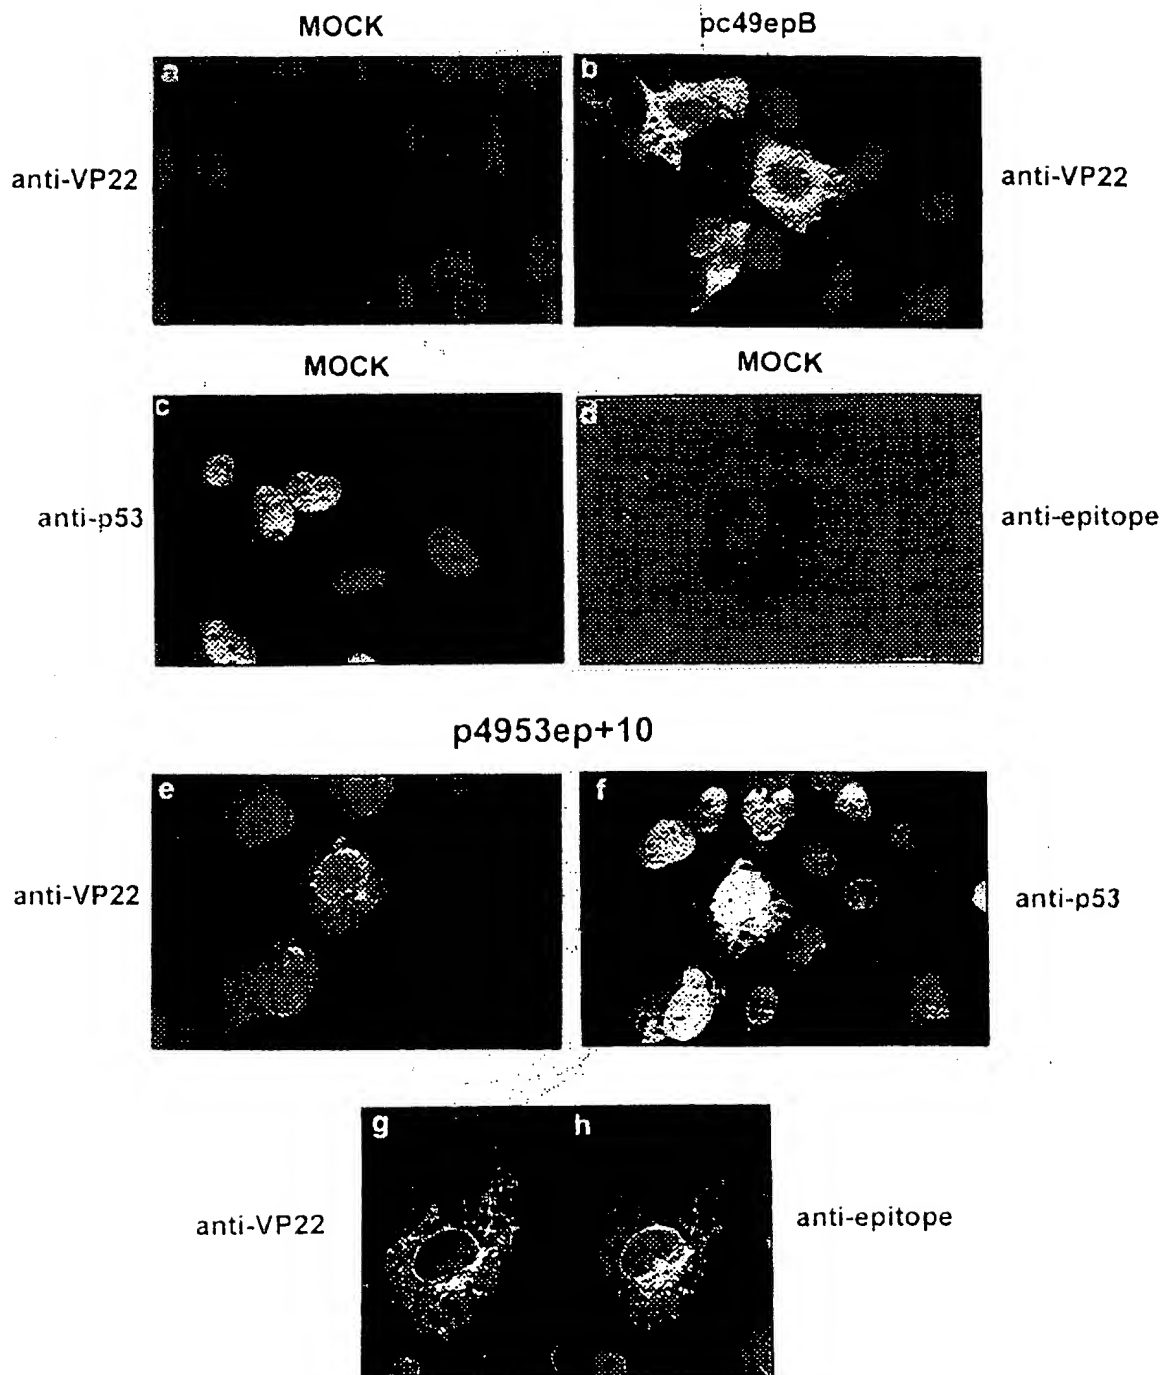 MOCK
pc49epB
a
b
anti-VP22
anti-VP22
MOCK
MOCK
c
d
anti-p53
anti-epitope
p4953ep+10
e
f
anti-VP22
anti-p53
g
h
anti-VP22
anti-epitope